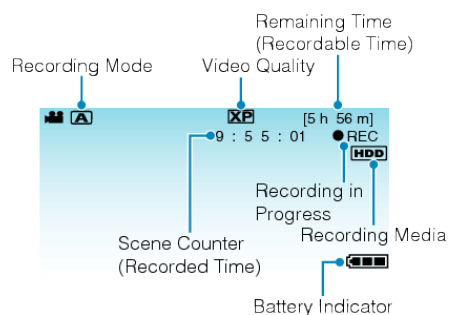 Remaining Time
(Recordable Time)
Recording Mode
Video Quality
A
XP
[5 h 56 m]
9 : 5 5 : 01
REC
HDD
Recording in
Progress
Recording Media
Scene Counter
(Recorded Time)
Battery Indicator